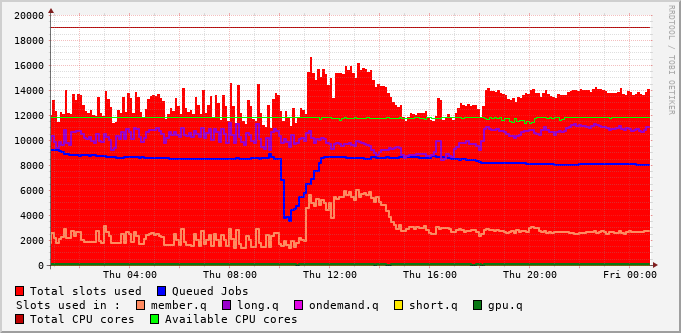 20000
18000
16000
14000
12000
10000
8000
6000
4000
2000
0
Thu 04:00 Thu 08:00 Thu 12:00 Thu 16:00 Thu 20:00 Fri 00:00
Total slots used Queued Jobs
Slots used in : member.q long.q ondemand.q short.q gpu.q
Total CPU cores Available CPU cores
RRDTOOL / TOBI OETIKER